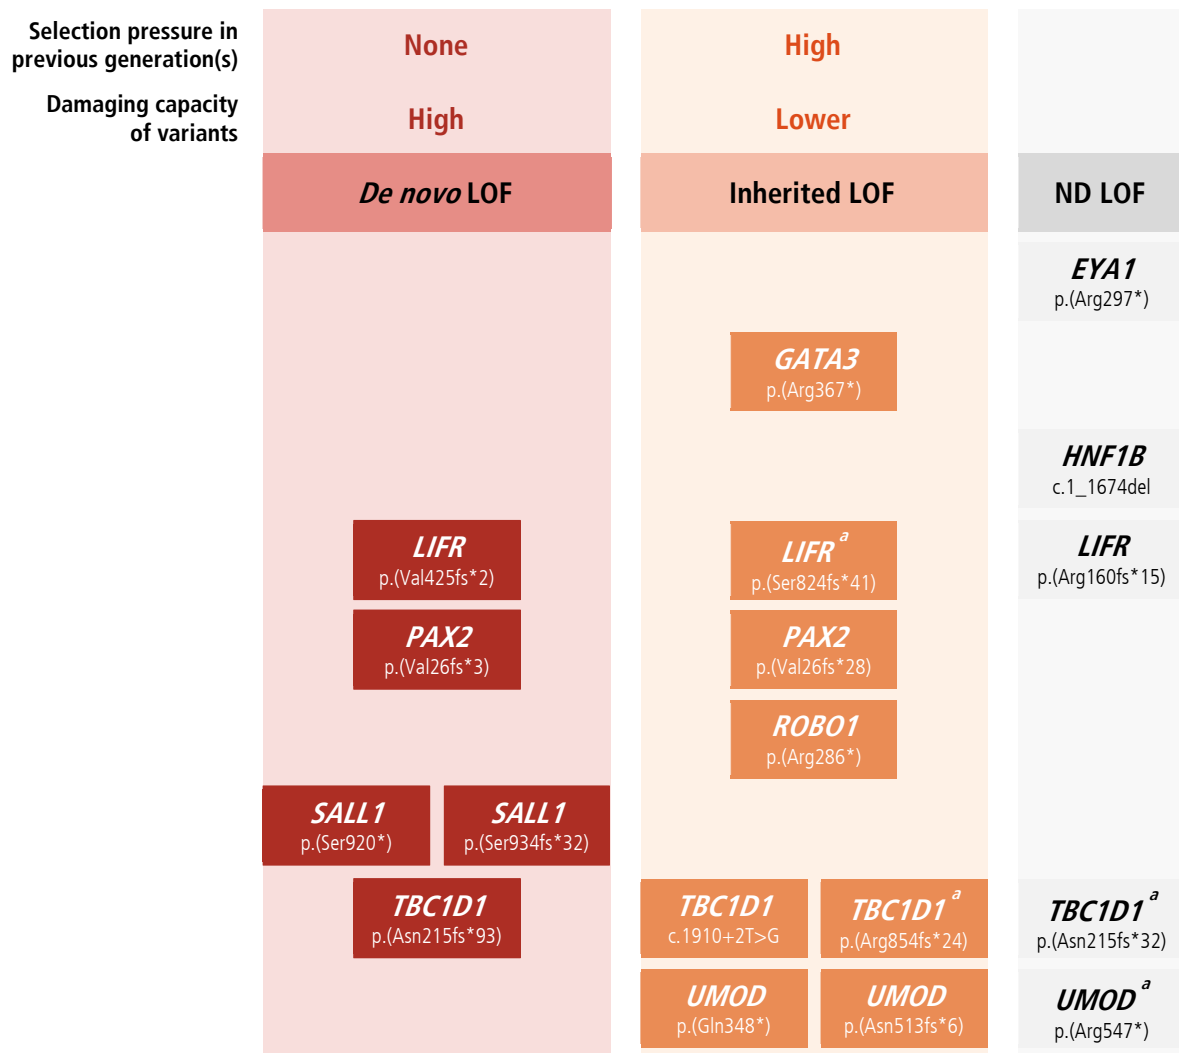 Selection pressure in
previous generation(s)
None
High
Damaging capacity
of variants
High
Lower
De novo LOF
Inherited LOF
ND LOF
EYA1
p.(Arg297*)
GATA3
p.(Arg367*)
HNF1B
c.1_1674del
LIFR
p.(Val425fs*2)
LIFR a
p.(Ser824fs*41)
LIFR
p.(Arg160fs*15)
PAX2
p.(Val26fs*3)
PAX2
p.(Val26fs*28)
ROBO1
p.(Arg286*)
SALL1
p.(Ser920*)
SALL1
p.(Ser934fs*32)
TBC1D1
p.(Asn215fs*93)
TBC1D1
c.1910+2T>G
TBC1D1 a
p.(Arg854fs*24)
TBC1D1 a
p.(Asn215fs*32)
UMOD
p.(Gln348*)
UMOD
p.(Asn513fs*6)
UMOD a
p.(Arg547*)